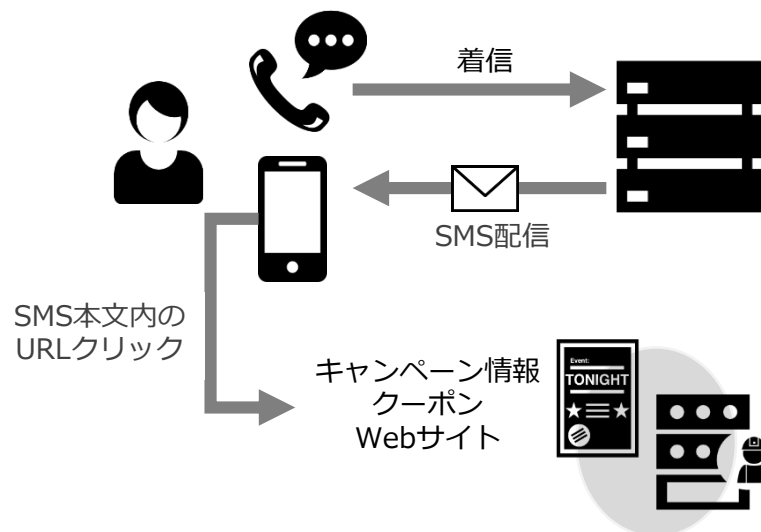 着信
SMS配信
SMS本文内の
URLクリック
キャンペーン情報
クーポン
Webサイト
Event:
TONIGHT